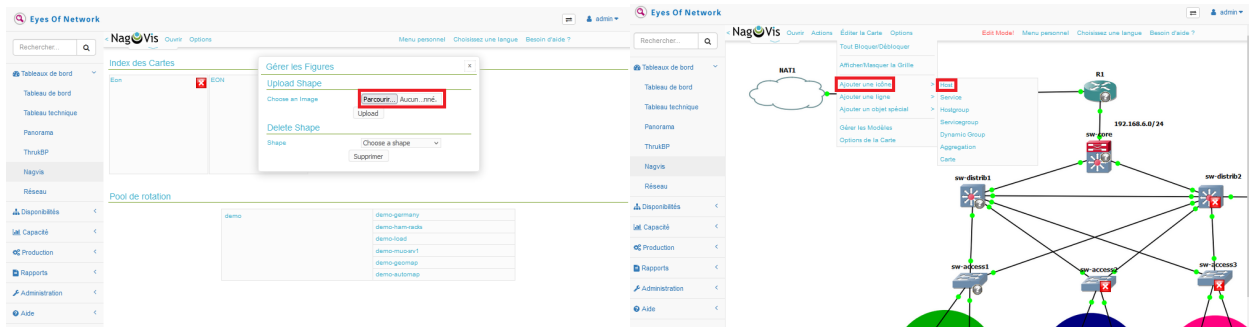 Eyes Of Network
admin
Rechercher...
Tableaux de bord
Tableau de bord
Tableau technique
Panorama
ThrukBP
Nagvis
Réseau
Disponibilités
Capacité
Production
Rapports
Administration
Aide
< NagVis Ouvrir Options Menu personnel Choisissez une langue Besoin d'aide ?
Index des Cartes
Eon
EON
Gérer les Figures
x
Upload Shape
Choose an Image Parcourir... Aucun...nné.
Upload
Delete Shape
Shape Choose a shape
Supprimer
Pool de rotation
demo
demo-germany
demo-ham-racks
demo-load
demo-muc-srv1
demo-geomap
demo-automap
Eyes Of Network
admin
Rechercher...
Tableaux de bord
Tableau de bord
Tableau technique
Panorama
ThrukBP
Nagvis
Réseau
Disponibilités
Capacité
Production
Rapports
Administration
Aide
< NagVis Ouvrir Actions Éditer la Carte Options Edit Mode! Menu personnel Choisissez une langue Besoin d'aide ?
Tout Bloquer/Débloquer
Afficher/Masquer la Grille
Ajouter une icône >
Ajouter une ligne >
Ajouter un objet spécial >
Gérer les Modèles
Options de la Carte
Host
Service
Hostgroup
Servicegroup
Dynamic Group
Aggregation
Carte
NAT1
R1
192.168.6.0/24
sw-core
sw-distrib1
sw-distrib2
sw-access1
sw-access2
sw-access3